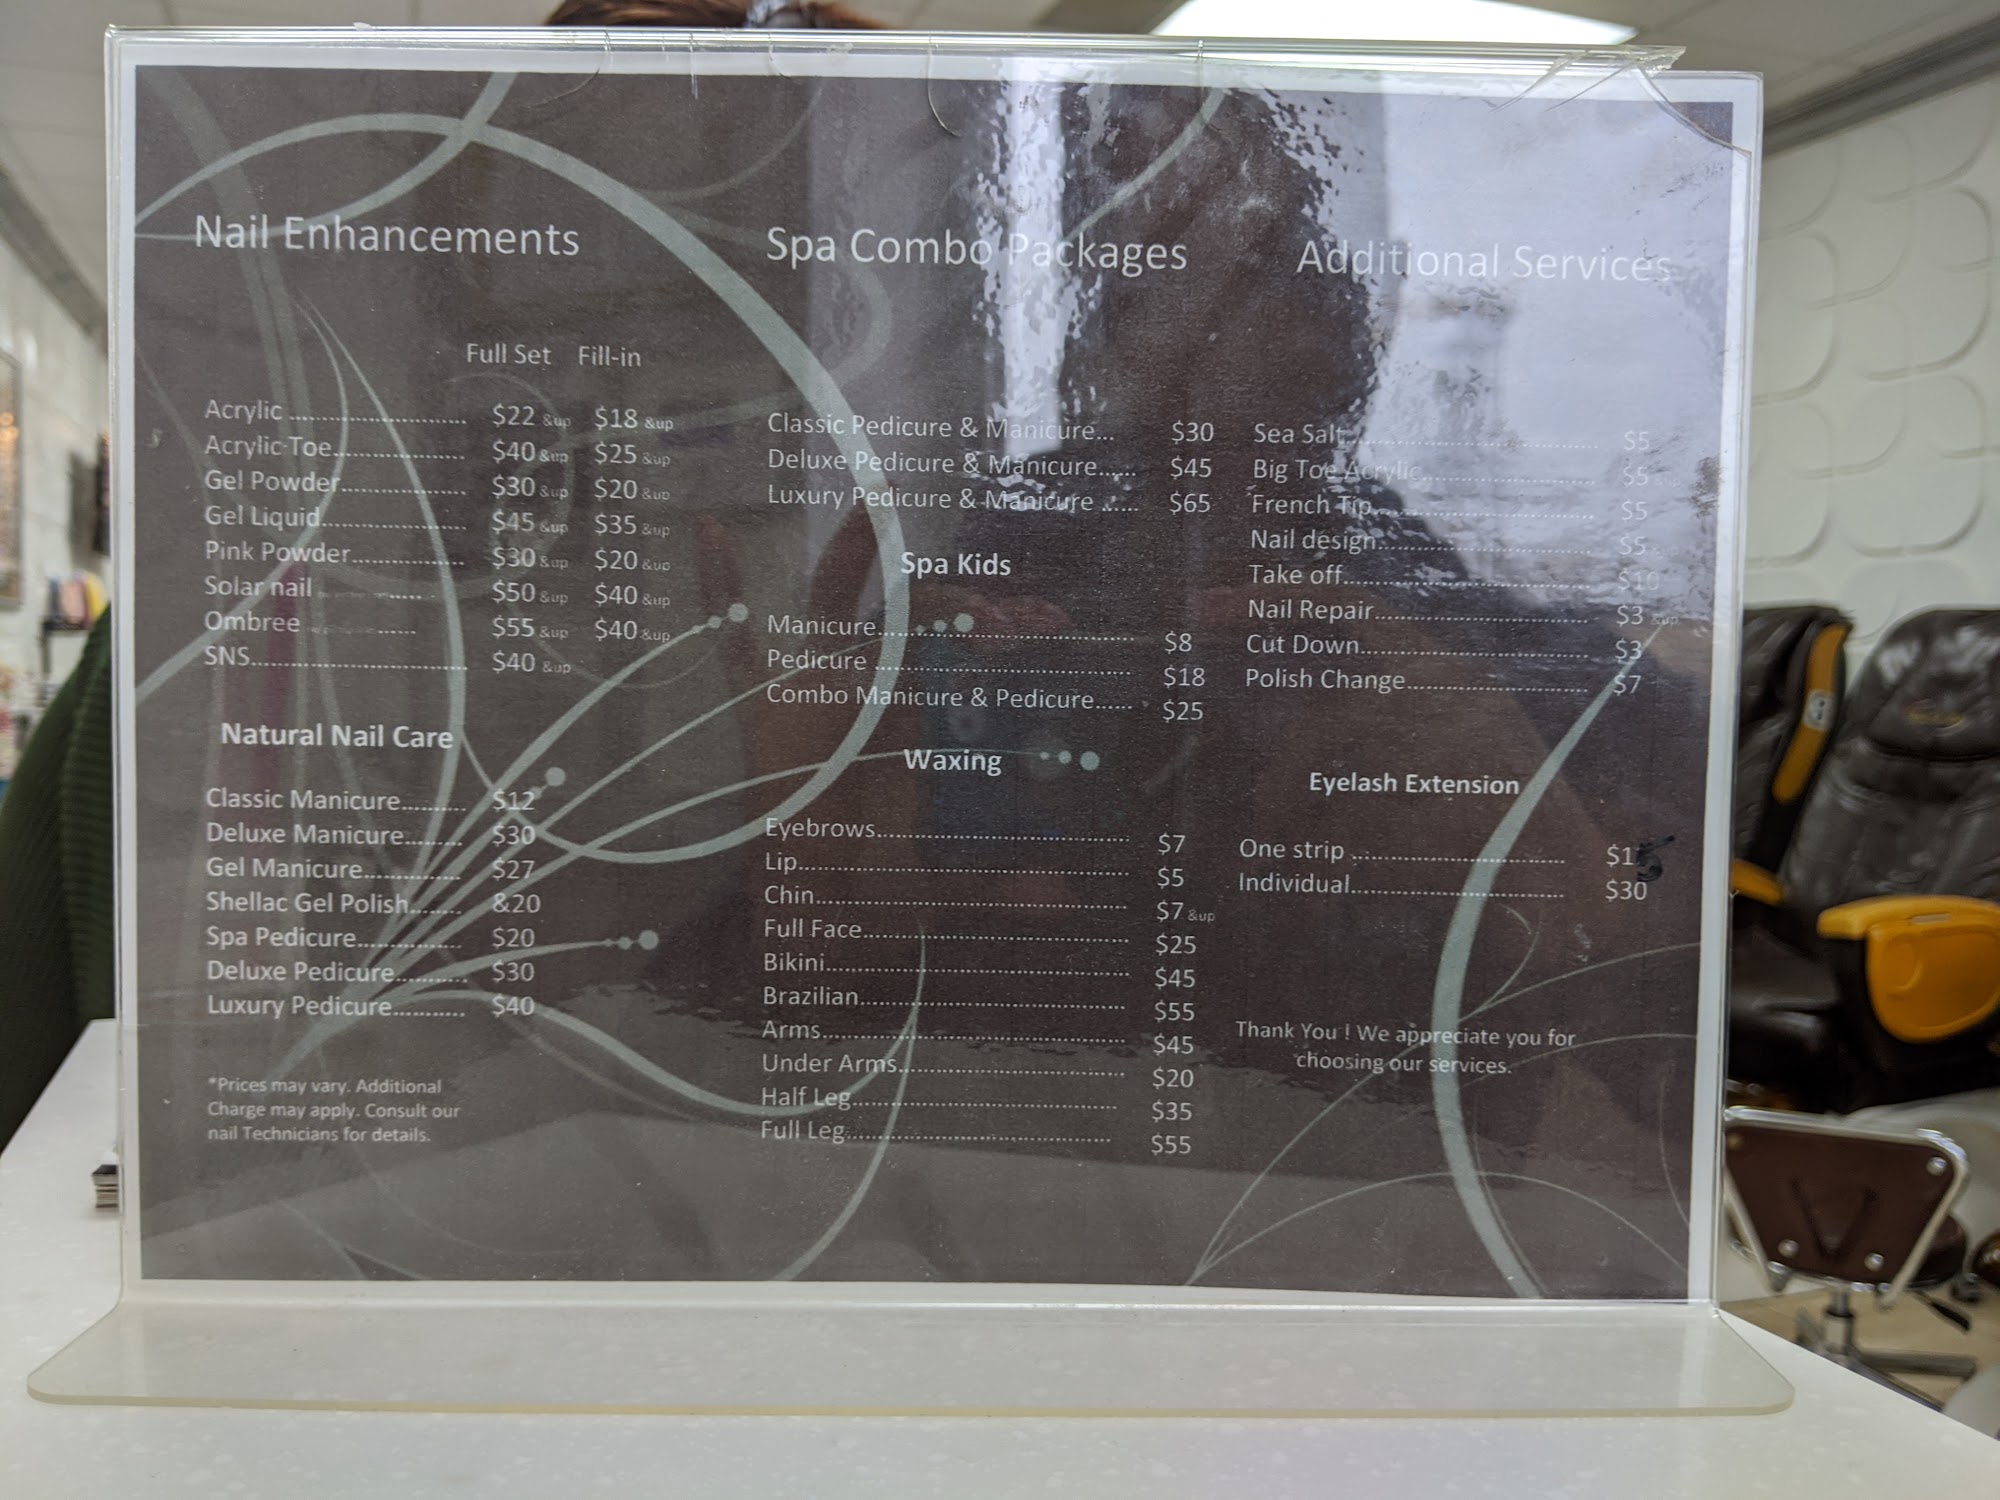 Nail Enhancements
Full Set Fill-in
Acrylic .......................... $22 &up $18 &up
Acrylic Toe................... $40 &up $25 &up
Gel Powder.................. $30 &up $20 &up
Gel Liquid..................... $45 &up $35 &up
Pink Powder................ $30 &up $20 &up
Solar nail ..... $50 &up $40 &up
Ombree .............. $55 &up $40 &up
SNS................................ $40 &up
Natural Nail Care
Classic Manicure.......... $12
Deluxe Manicure......... $30
Gel Manicure............... $27
Shellac Gel Polish........ &20
Spa Pedicure................ $20
Deluxe Pedicure.......... $30
Luxury Pedicure........... $40
*Prices may vary. Additional
Charge may apply. Consult our
nail Technicians for details.
Spa Combo Packages
Classic Pedicure & Manicure... $30
Deluxe Pedicure & Manicure...... $45
Luxury Pedicure & Manicure ...... $65
Spa Kids
Manicure.......................................... $8
Pedicure .......................................... $18
Combo Manicure & Pedicure...... $25
Waxing
Eyebrows.......................................... $7
Lip...................................................... $5
Chin.................................................... $7 &up
Full Face............................................ $25
Bikini.................................................. $45
Brazilian............................................ $55
Arms.................................................. $45
Under Arms..................................... $20
Half Leg............................................ $35
Full Leg............................................. $55
Additional Services
Sea Salt........................................ $5
Big Toe Acrylic............................ $5 &up
French Tip................................... $5
Nail design.................................. $5 &up
Take off........................................ $10
Nail Repair................................... $3 &up
Cut Down..................................... $3
Polish Change............................. $7
Eyelash Extension
One strip .................................. $15
Individual................................... $30
Thank You ! We appreciate you for
choosing our services.